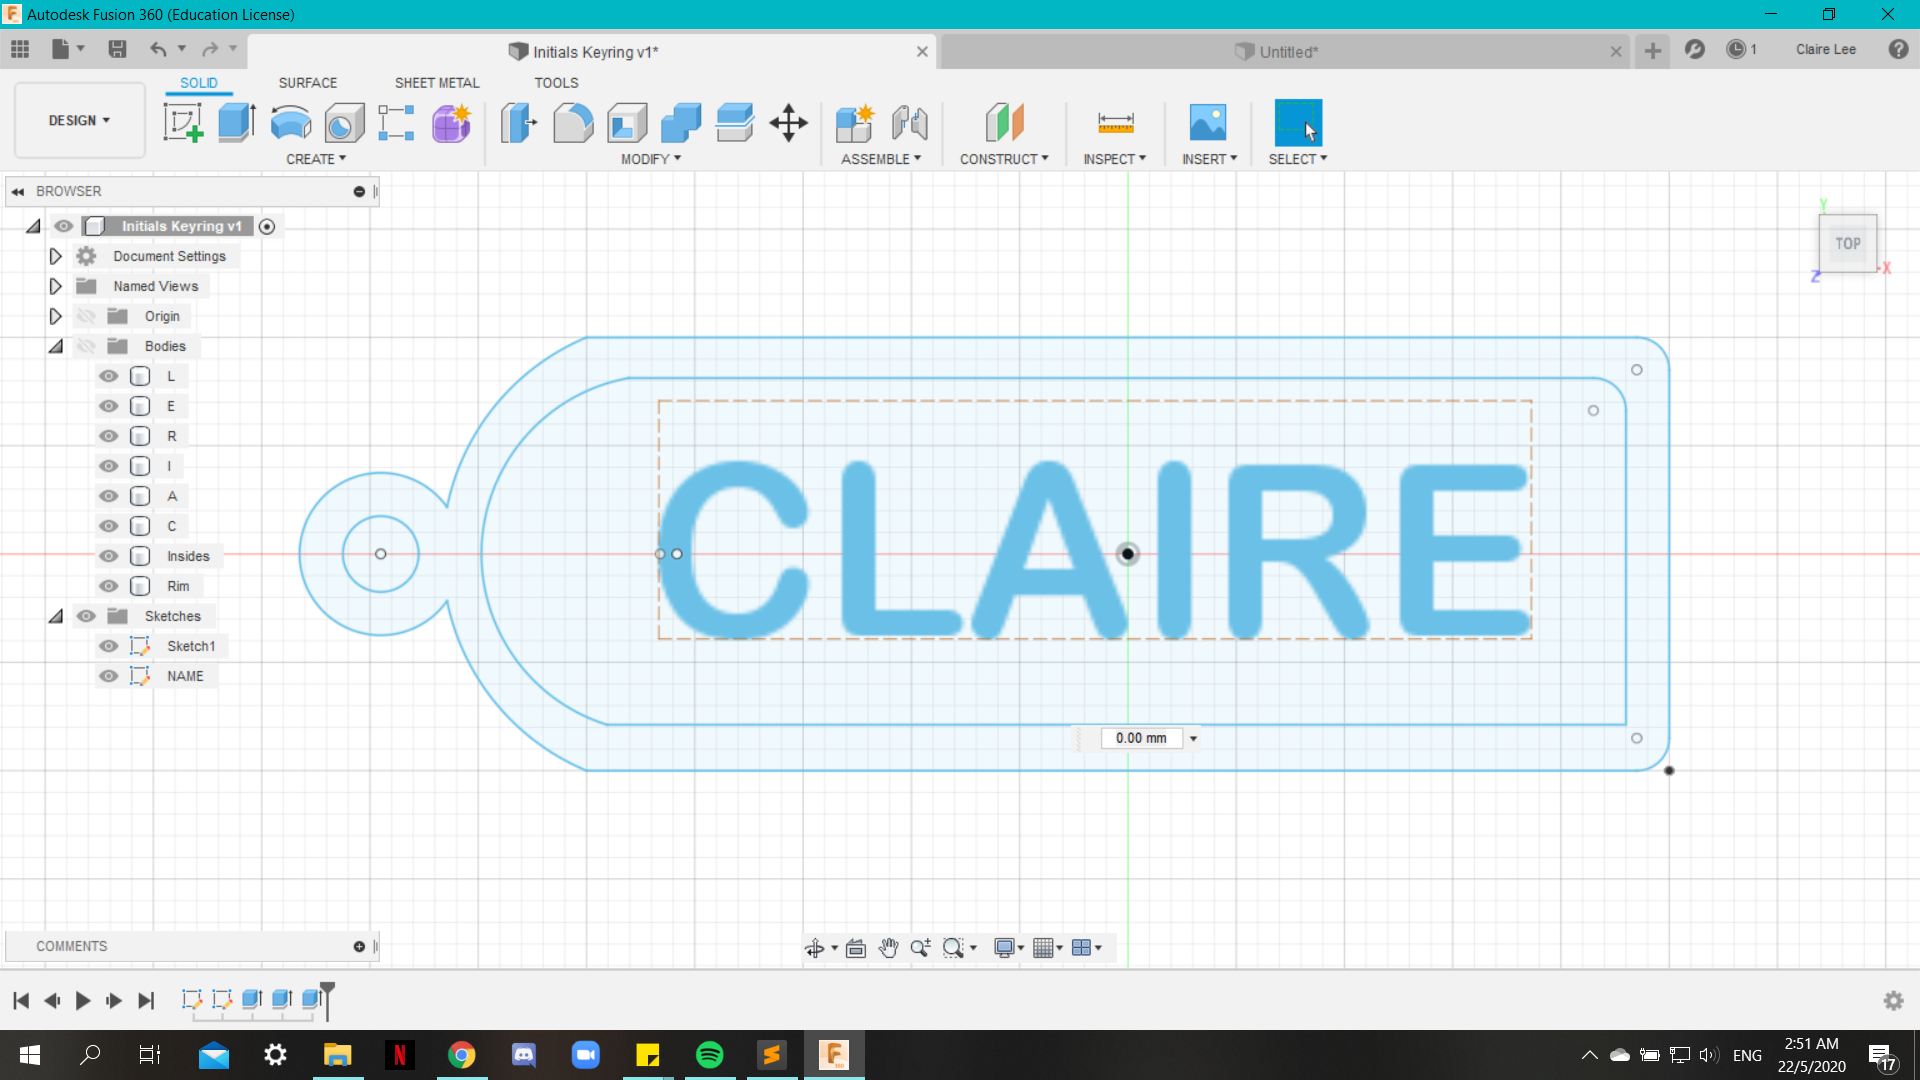 Autodesk Fusion 360 (Education License)
Initials Keyring v1*
Untitled*
1
Claire Lee
SOLID
SURFACE
SHEET METAL
TOOLS
DESIGN
CREATE
MODIFY
ASSEMBLE
CONSTRUCT
INSPECT
INSERT
SELECT
BROWSER
Initials Keyring v1
Document Settings
Named Views
Origin
Bodies
L
E
R
I
A
C
Insides
Rim
Sketches
Sketch1
NAME
Y
TOP
X
Z
CLAIRE
0.00 mm
COMMENTS
ENG
2:51 AM
22/5/2020
17